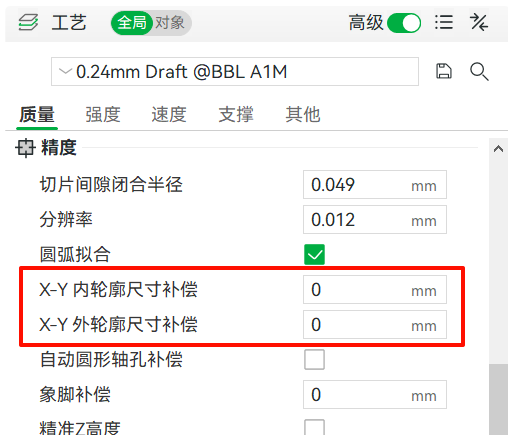 工艺 全局 对象 高级
0.24mm Draft @BBL A1M
质量 强度 速度 支撑 其他
精度
切片间隙闭合半径 0.049 mm
分辨率 0.012 mm
圆弧拟合
X-Y 内轮廓尺寸补偿 0 mm
X-Y 外轮廓尺寸补偿 0 mm
自动圆形轴孔补偿
象脚补偿 0 mm
精准Z高度